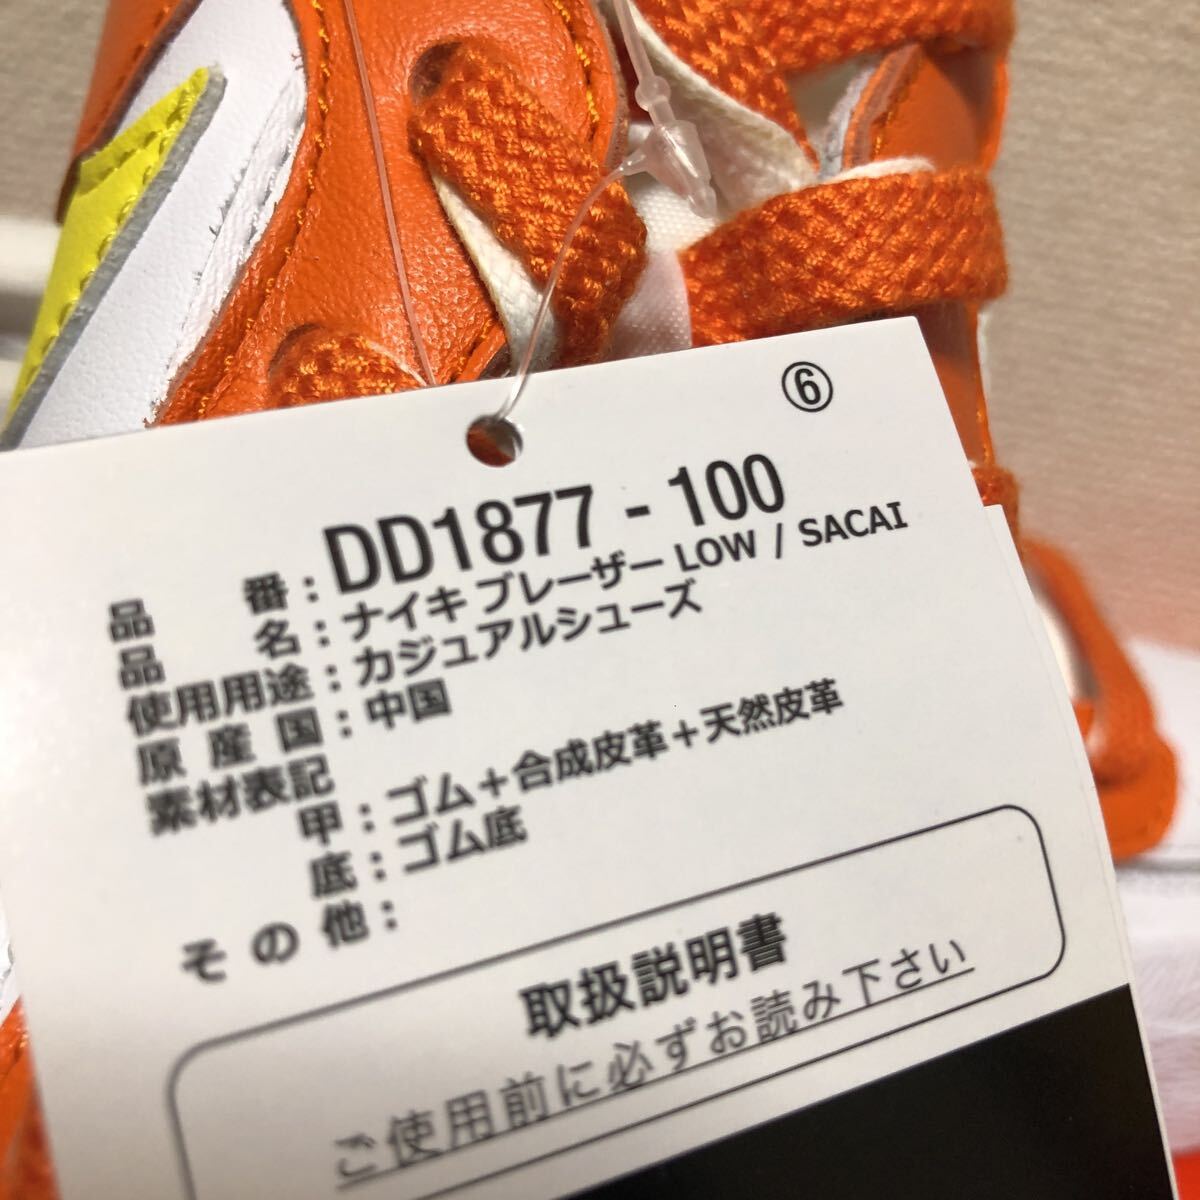 ⑥
品番：DD1877 - 100
品名：ナイキ ブレーザー LOW / SACAI
使用用途：カジュアルシューズ
原産国：中国
素材表記
甲：ゴム＋合成皮革＋天然皮革
底：ゴム底
その他：
取扱説明書
ご使用前に必ずお読み下さい